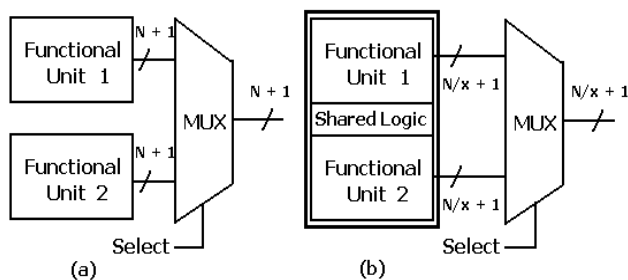 Functional
Unit 1
N + 1
Functional
Unit 2
N + 1
MUX
N + 1
Select
(a)
Functional
Unit 1
Shared Logic
Functional
Unit 2
N/x + 1
N/x + 1
MUX
N/x + 1
Select
(b)